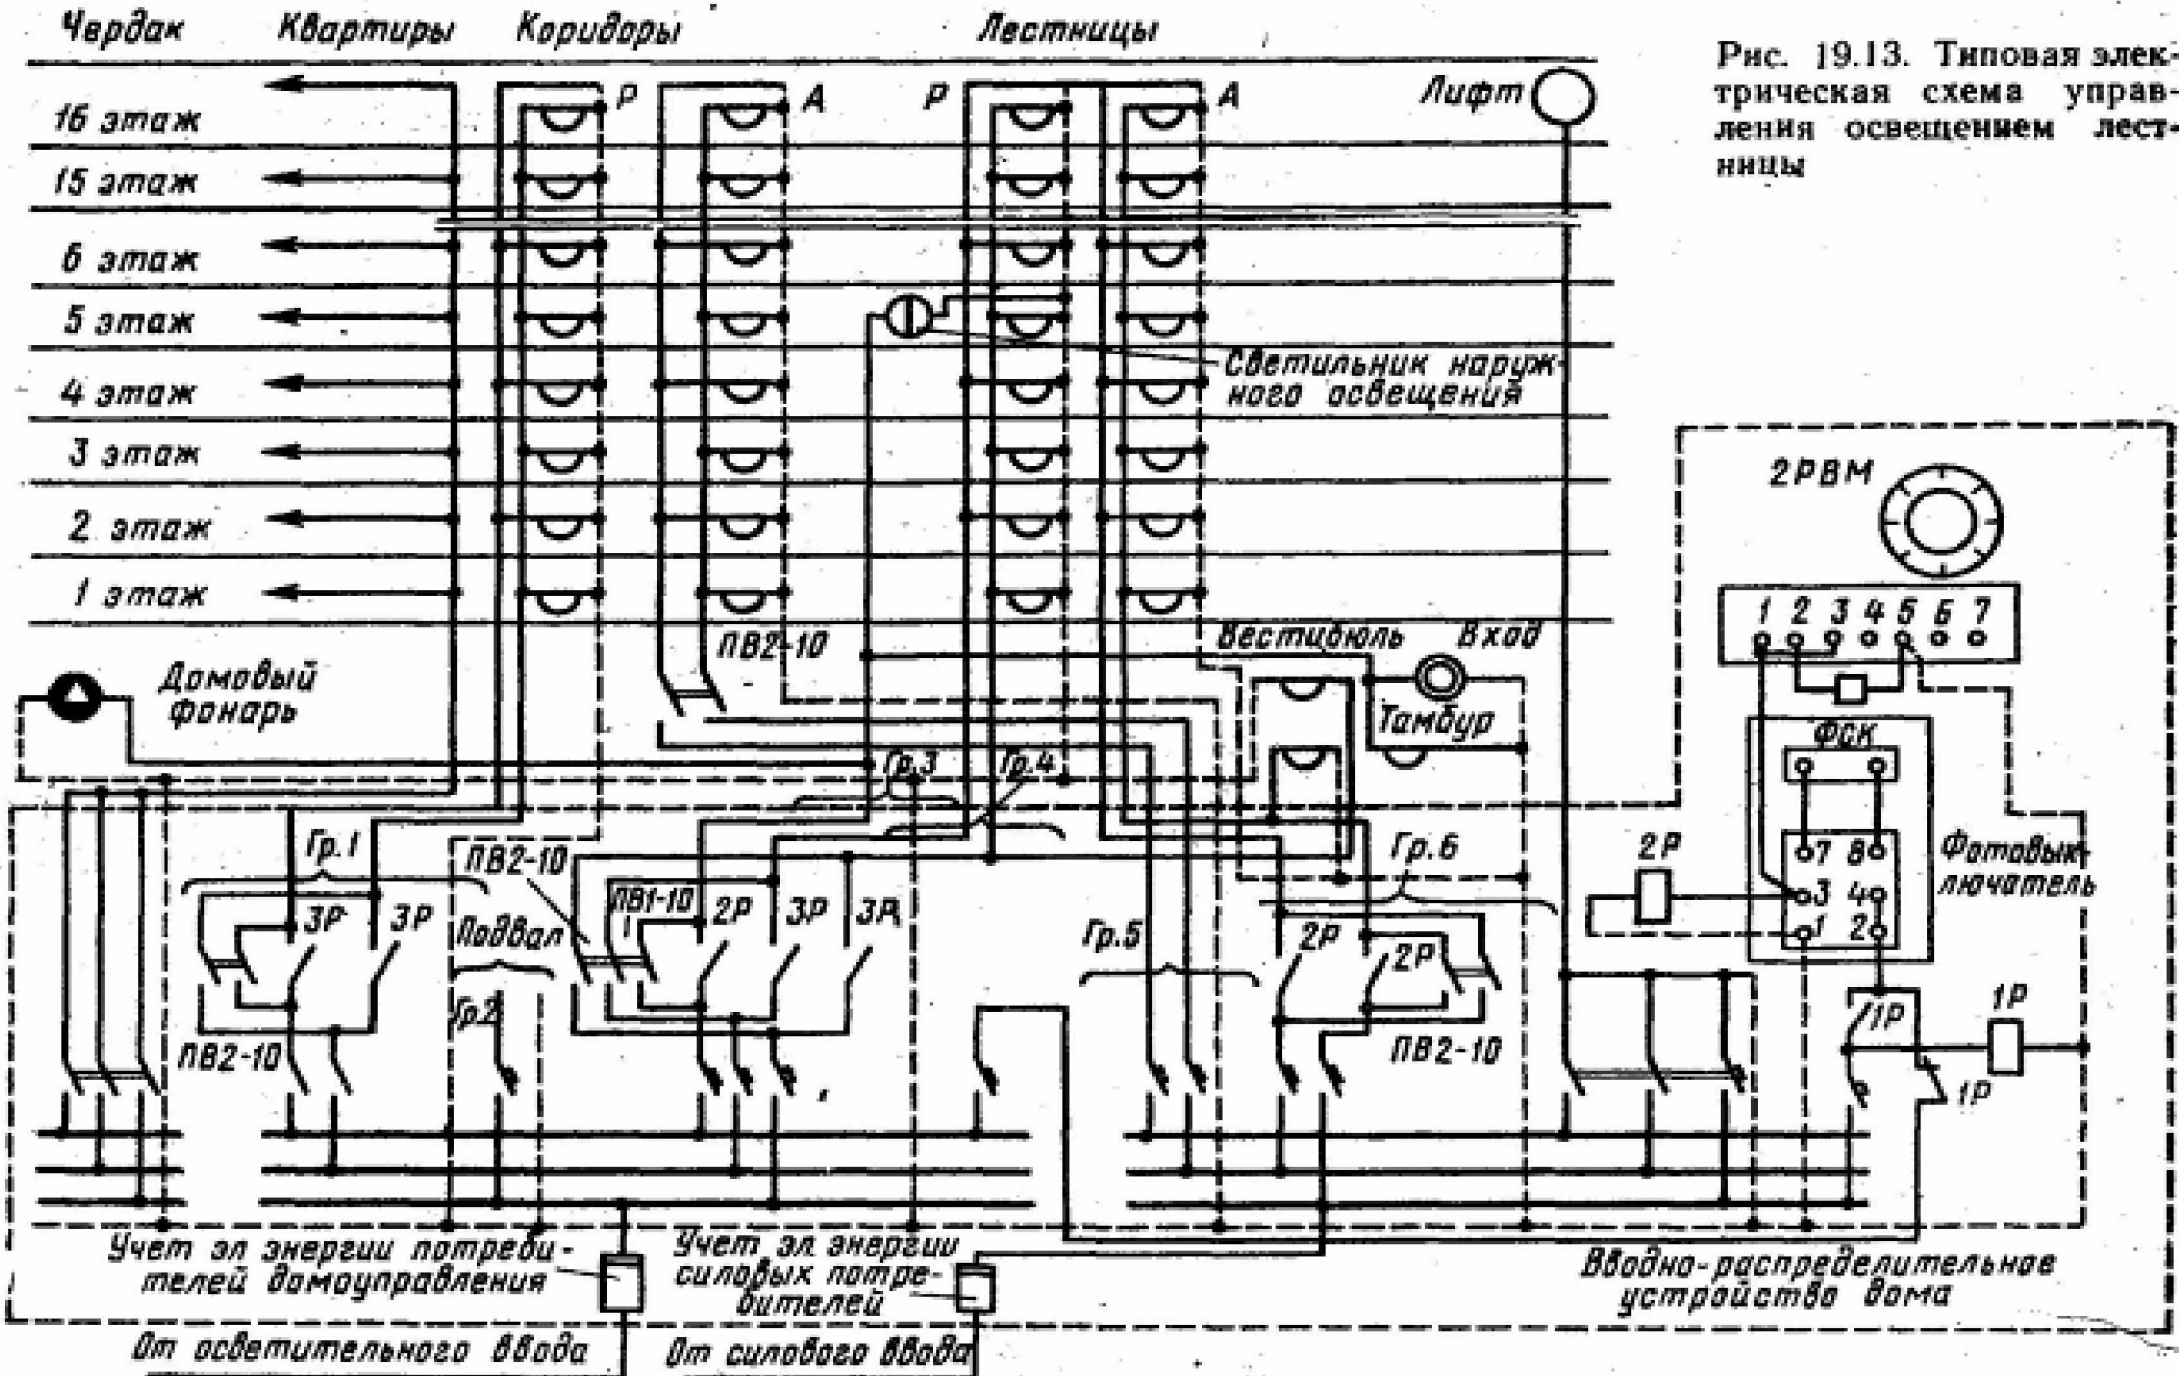 Чердак
Квартиры
Коридоры
Лестницы
Рис. 19.13. Типовая элек-
трическая схема управ-
ления освещением лест-
ницы
Р
А
Р
А
Лифт
16 этаж
15 этаж
6 этаж
5 этаж
4 этаж
3 этаж
2 этаж
1 этаж
Светильник наруж-
ного освещения
2РВМ
1 2 3 4 5 6 7
ПВ2-10
Вестибюль
Вход
Тамбур
Домовый
фонарь
Гр.3
Гр.4
ФСК
Гр.1
ПВ2-10
Гр.6
2Р
7 8
3 4
1 2
Фотовык-
лючатель
ПВ1-10
3Р
3Р
Подвал
2Р
3Р
3Р
Гр.5
2Р
2Р
Гр.2
ПВ2-10
ПВ2-10
1Р
1Р
1Р
Учет эл энергии потреби-
телей домоуправления
Учет эл энергии
силовых потре-
бителей
Вводно-распределительное
устройство дома
От осветительного ввода
От силового ввода